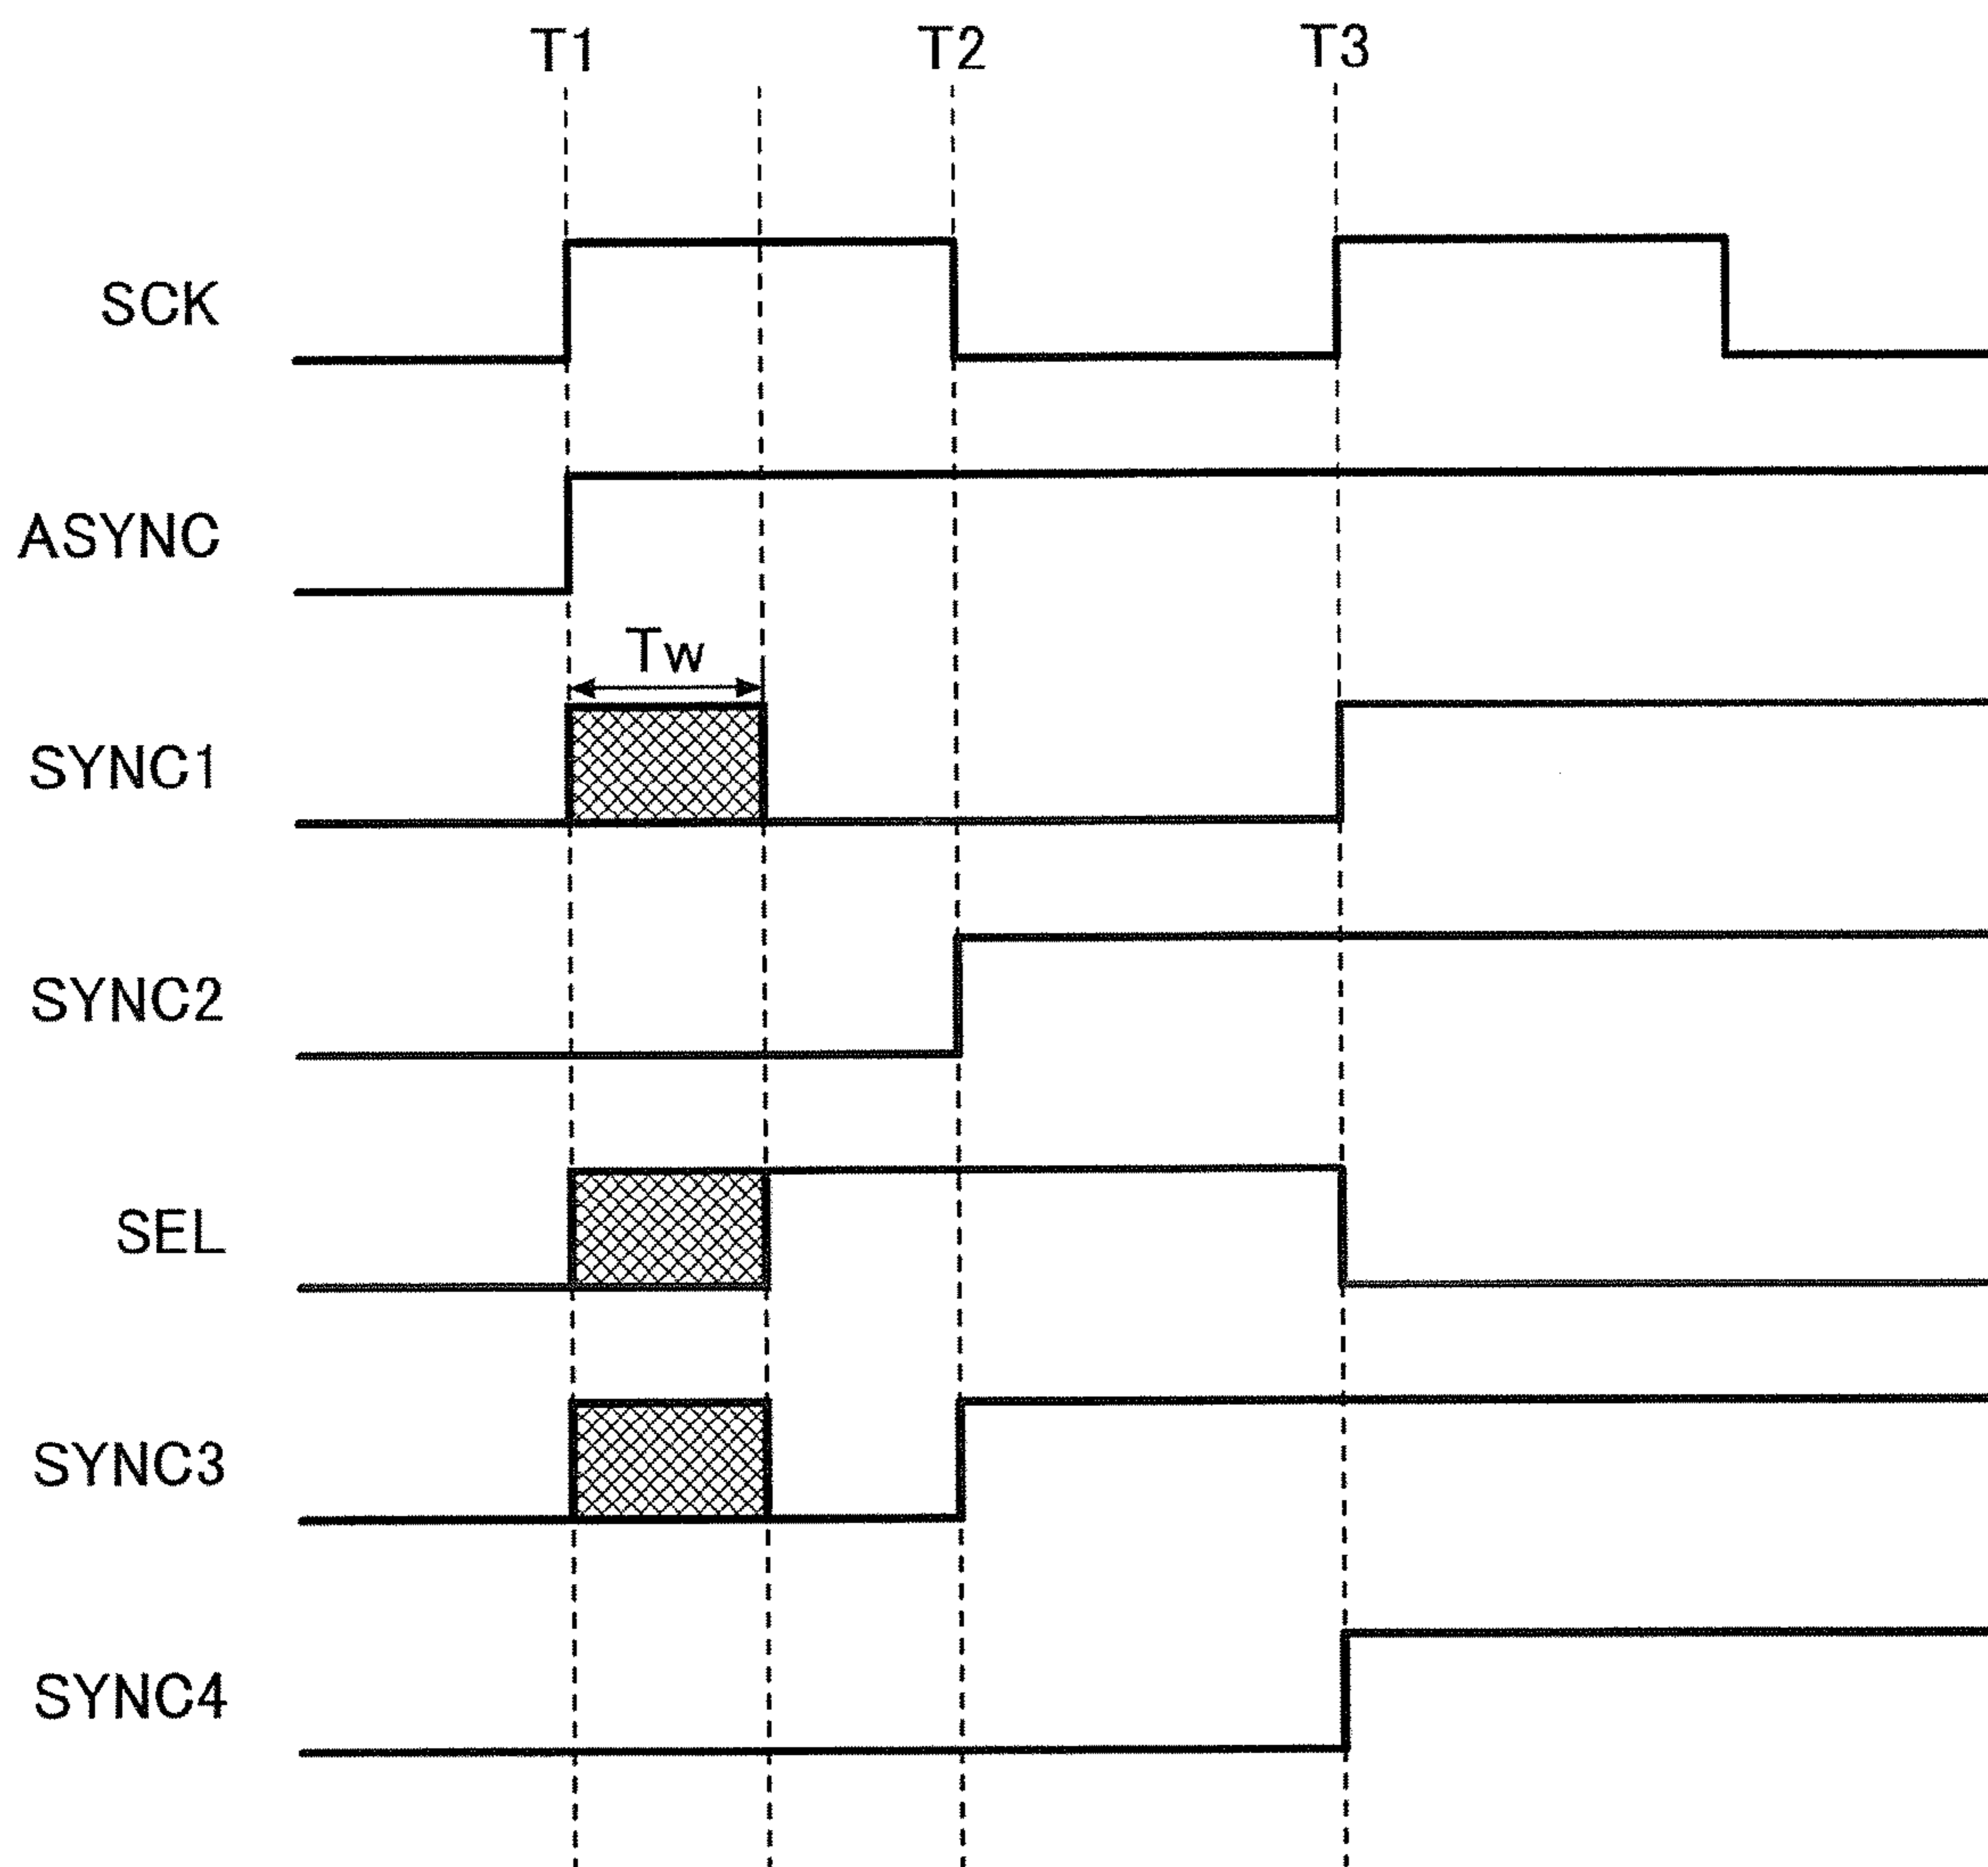 T1 T2 T3
SCK
ASYNC
Tw
SYNC1
SYNC2
SEL
SYNC3
SYNC4